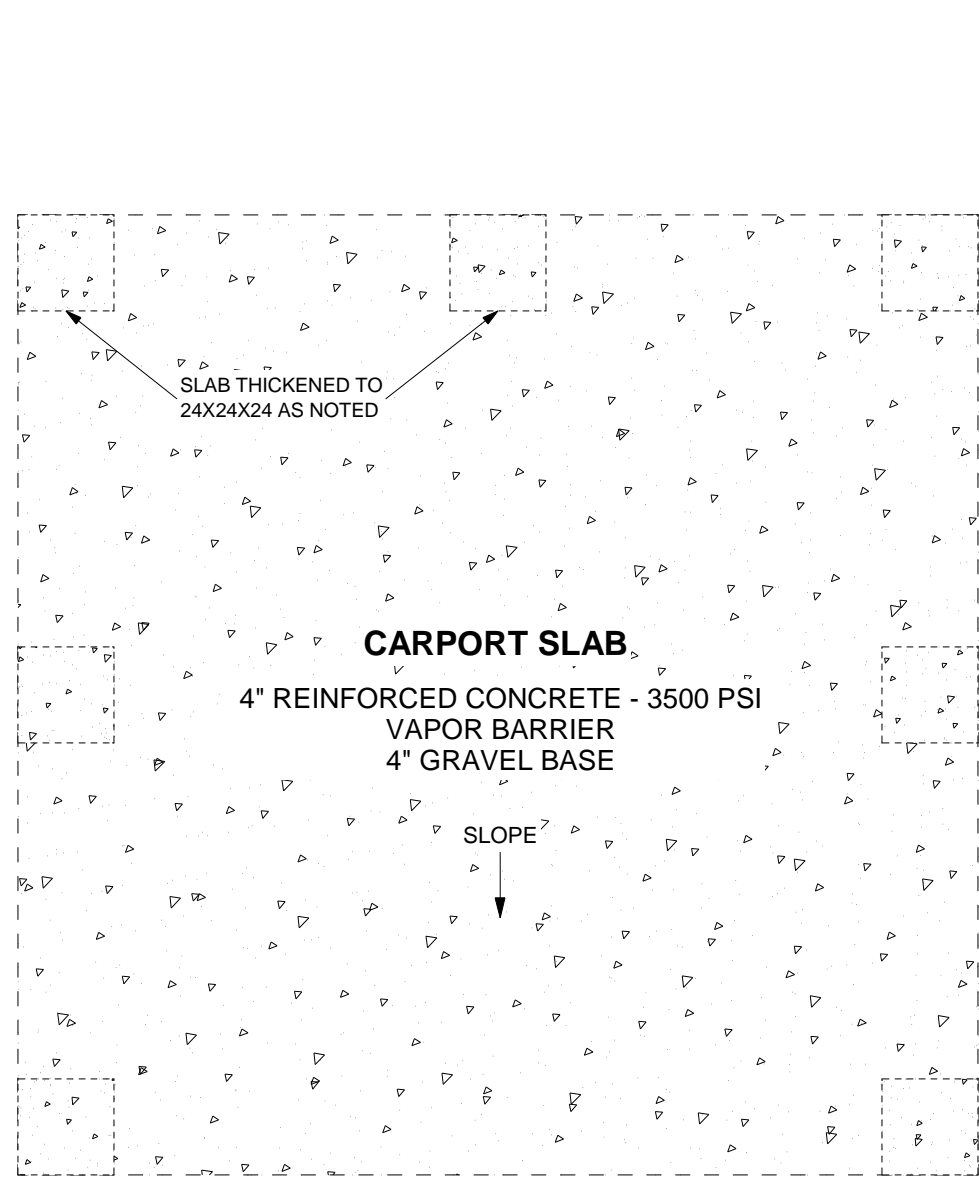 SLAB THICKENED TO
24X24X24 AS NOTED
CARPORT SLAB
4" REINFORCED CONCRETE - 3500 PSI
VAPOR BARRIER
4" GRAVEL BASE
SLOPE